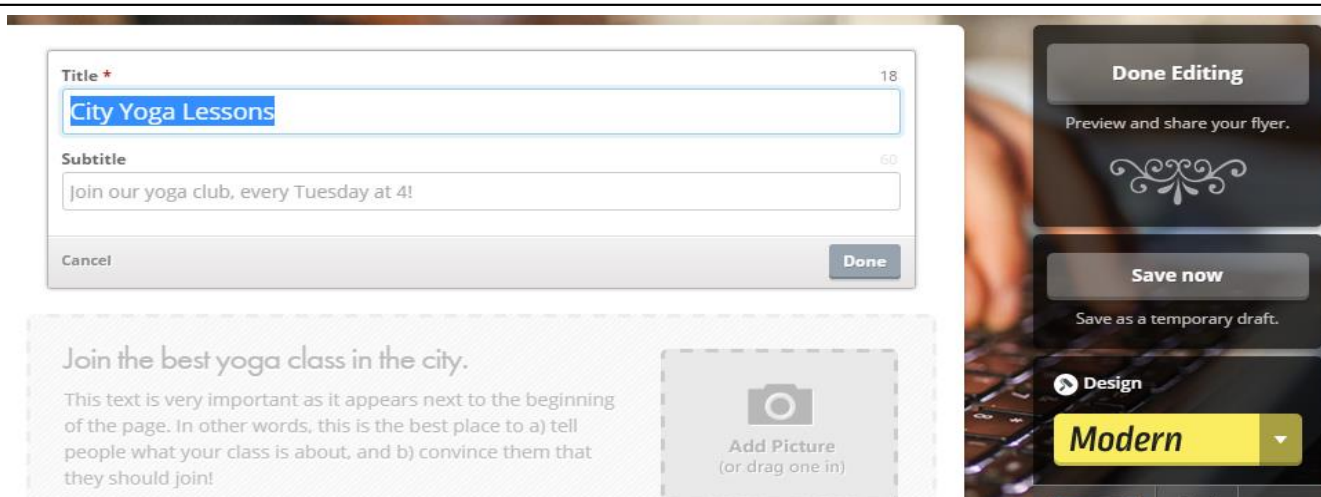 Title *
18
City Yoga Lessons
Subtitle
60
Join our yoga club, every Tuesday at 4!
Cancel
Done
Join the best yoga class in the city.
This text is very important as it appears next to the beginning
of the page. In other words, this is the best place to a) tell
people what your class is about, and b) convince them that
they should join!
Add Picture
(or drag one in)
Done Editing
Preview and share your flyer.
Save now
Save as a temporary draft.
Design
Modern